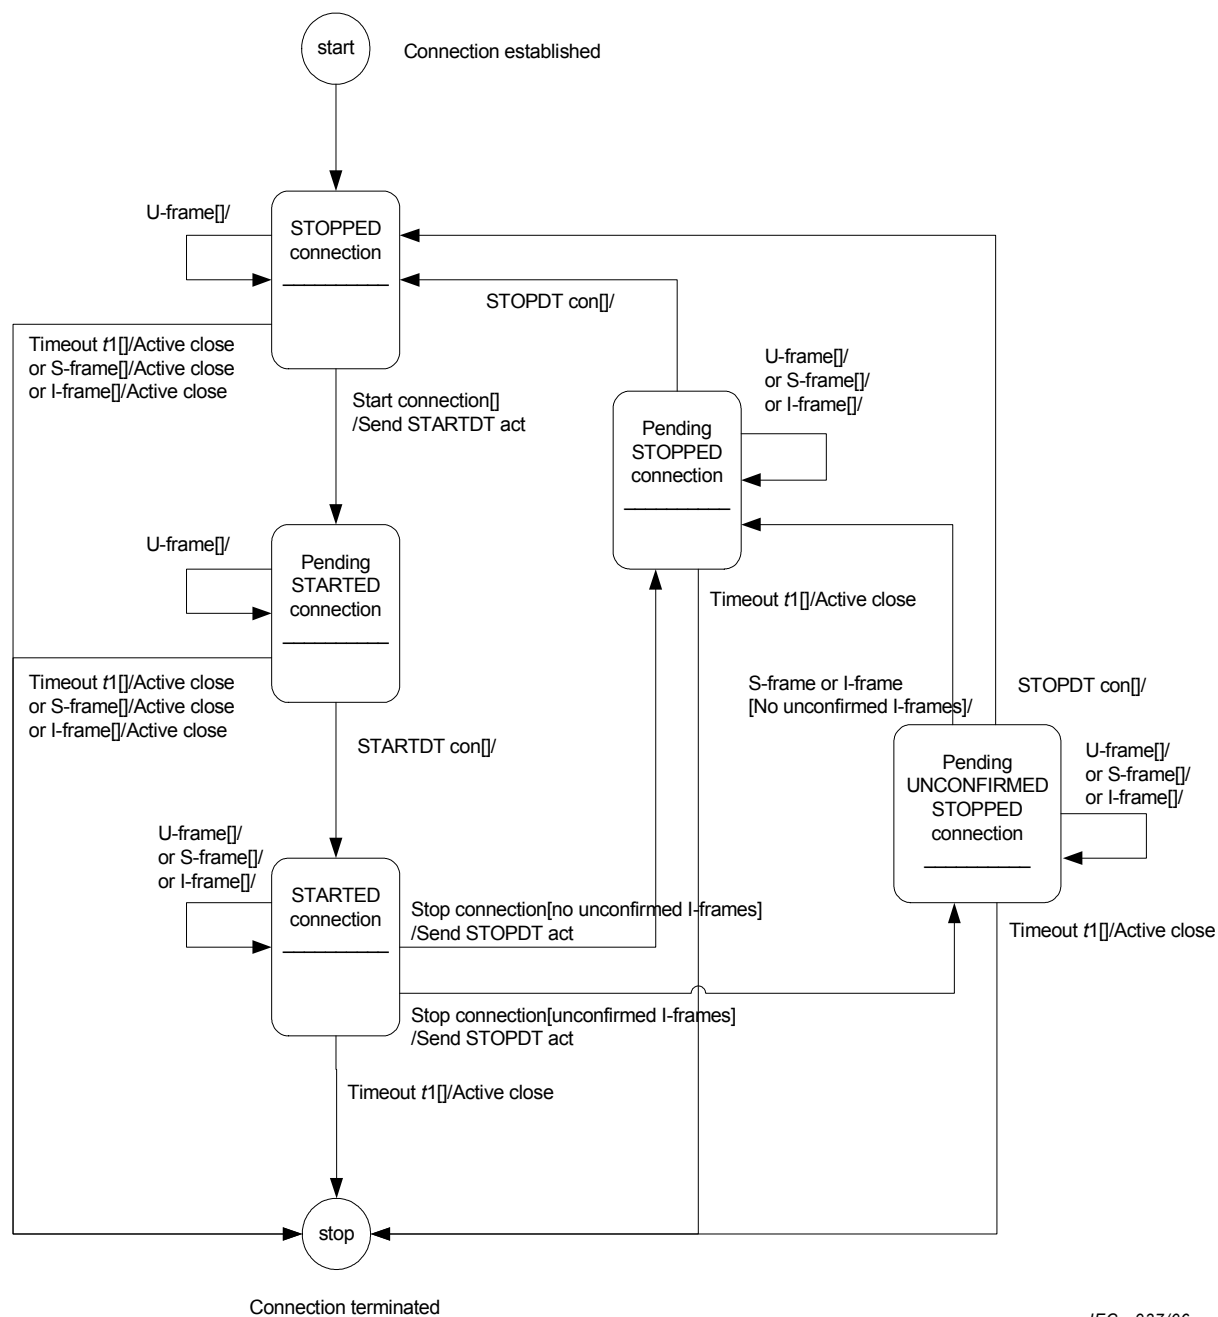 start
Connection established
U-frame[]/
STOPPED
connection
STOPDT con[]/
Timeout t1[]/Active close
or S-frame[]/Active close
or I-frame[]/Active close
U-frame[]/
or S-frame[]/
or I-frame[]/
Start connection[]
/Send STARTDT act
Pending
STOPPED
connection
U-frame[]/
Pending
STARTED
connection
Timeout t1[]/Active close
Timeout t1[]/Active close
or S-frame[]/Active close
or I-frame[]/Active close
S-frame or I-frame
[No unconfirmed I-frames]/
STOPDT con[]/
STARTDT con[]/
Pending
UNCONFIRMED
STOPPED
connection
U-frame[]/
or S-frame[]/
or I-frame[]/
U-frame[]/
or S-frame[]/
or I-frame[]/
STARTED
connection
Stop connection[no unconfirmed I-frames]
/Send STOPDT act
Timeout t1[]/Active close
Stop connection[unconfirmed I-frames]
/Send STOPDT act
Timeout t1[]/Active close
stop
Connection terminated